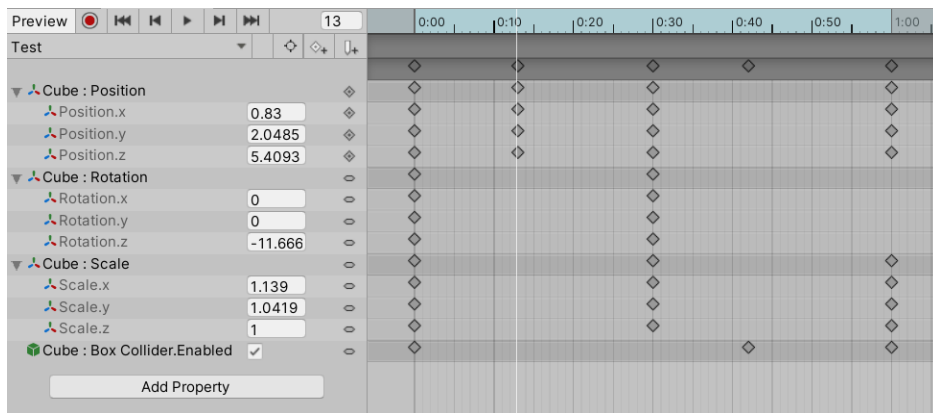 Preview 13 0:00 0:10 0:20 0:30 0:40 0:50 1:00
Test
Cube : Position
Position.x 0.83
Position.y 2.0485
Position.z 5.4093
Cube : Rotation
Rotation.x 0
Rotation.y 0
Rotation.z -11.666
Cube : Scale
Scale.x 1.139
Scale.y 1.0419
Scale.z 1
Cube : Box Collider.Enabled
Add Property